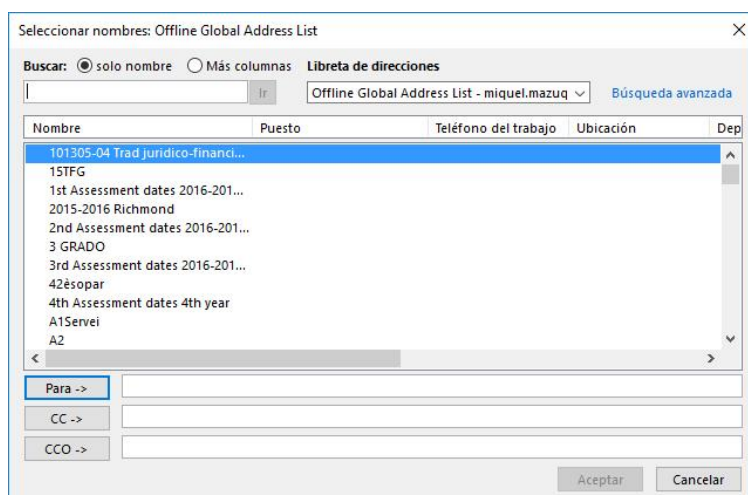 Seleccionar nombres: Offline Global Address List
Buscar: solo nombre Más columnas Libreta de direcciones
Ir Offline Global Address List - miquel.mazuq Búsqueda avanzada
Nombre Puesto Teléfono del trabajo Ubicación Dep
101305-04 Trad juridico-financi...
15TFG
1st Assessment dates 2016-201...
2015-2016 Richmond
2nd Assessment dates 2016-201...
3 GRADO
3rd Assessment dates 2016-201...
42èsopar
4th Assessment dates 4th year
A1Servei
A2
Para ->
CC ->
CCO ->
Aceptar Cancelar